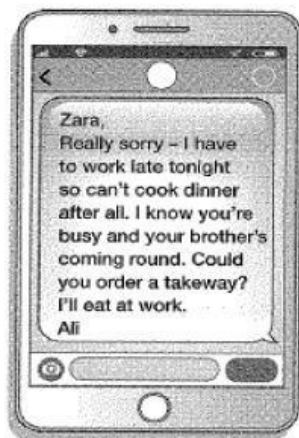 Zara,
Really sorry – I have
to work late tonight
so can't cook dinner
after all. I know you're
busy and your brother's
coming round. Could
you order a takeway?
I'll eat at work.
Ali